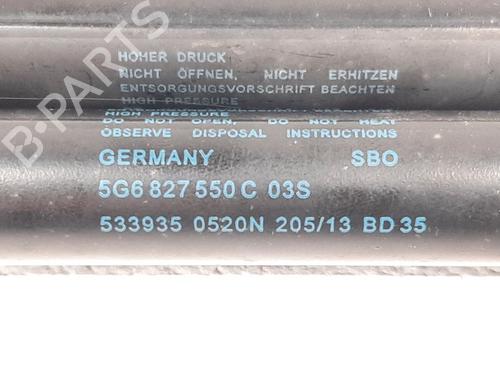 B-PARTS
HOHER DRUCK
NICHT ÖFFNEN, NICHT ERHITZEN
ENTSORGUNGSVORSCHRIFT BEACHTEN
HIGH PRESSURE
HIGH PRESSURE
DO NOT OPEN, DO NOT HEAT
OBSERVE DISPOSAL INSTRUCTIONS
GERMANY SBO
5G6 827 550 C 03S
533935 0520N 205/13 BD35